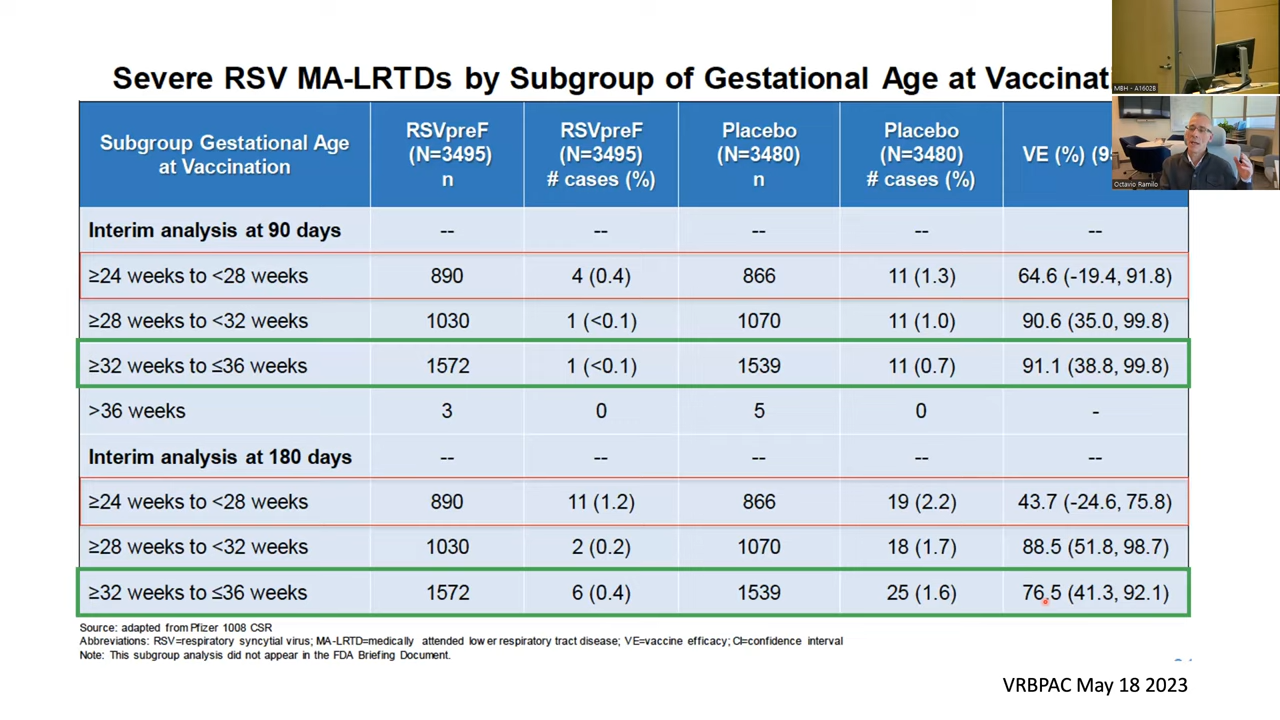 MBH - A1602B
Octavio Ramilo
Severe RSV MA-LRTDs by Subgroup of Gestational Age at
Subgroup Gestational Age at Vaccination | RSVpreF (N=3495) n | RSVpreF (N=3495) # cases (%) | Placebo (N=3480) n | Placebo (N=3480) # cases (%) | VE (%)
Interim analysis at 90 days | -- | -- | -- | -- | --
≥24 weeks to <28 weeks | 890 | 4 (0.4) | 866 | 11 (1.3) | 64.6 (-19.4, 91.8)
≥28 weeks to <32 weeks | 1030 | 1 (<0.1) | 1070 | 11 (1.0) | 90.6 (35.0, 99.8)
≥32 weeks to ≤36 weeks | 1572 | 1 (<0.1) | 1539 | 11 (0.7) | 91.1 (38.8, 99.8)
>36 weeks | 3 | 0 | 5 | 0 | -
Interim analysis at 180 days | -- | -- | -- | -- | --
≥24 weeks to <28 weeks | 890 | 11 (1.2) | 866 | 19 (2.2) | 43.7 (-24.6, 75.8)
≥28 weeks to <32 weeks | 1030 | 2 (0.2) | 1070 | 18 (1.7) | 88.5 (51.8, 98.7)
≥32 weeks to ≤36 weeks | 1572 | 6 (0.4) | 1539 | 25 (1.6) | 76.5 (41.3, 92.1)
Source: adapted from Pfizer 1008 CSR
Abbreviations: RSV=respiratory syncytial virus; MA-LRTD=medically attended lower respiratory tract disease; VE=vaccine efficacy; CI=confidence interval
Note: This subgroup analysis did not appear in the FDA Briefing Document.
VRBPAC May 18 2023